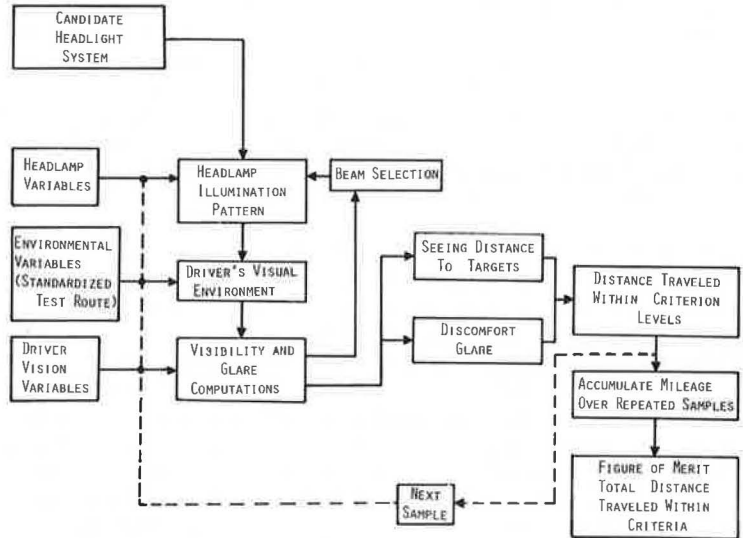 CANDIDATE
HEADLIGHT
SYSTEM
HEADLAMP
VARIABLES
HEADLAMP
ILLUMINATION
PATTERN
BEAM SELECTION
ENVIRONMENTAL
VARIABLES
(STANDARDIZED
TEST ROUTE)
DRIVER'S VISUAL
ENVIRONMENT
SEEING DISTANCE
TO TARGETS
DISTANCE TRAVELED
WITHIN CRITERION
LEVELS
DRIVER
VISION
VARIABLES
VISIBILITY AND
GLARE
COMPUTATIONS
DISCOMFORT
GLARE
ACCUMULATE MILEAGE
OVER REPEATED SAMPLES
NEXT
SAMPLE
FIGURE OF MERIT
TOTAL DISTANCE
TRAVELED WITHIN
CRITERIA